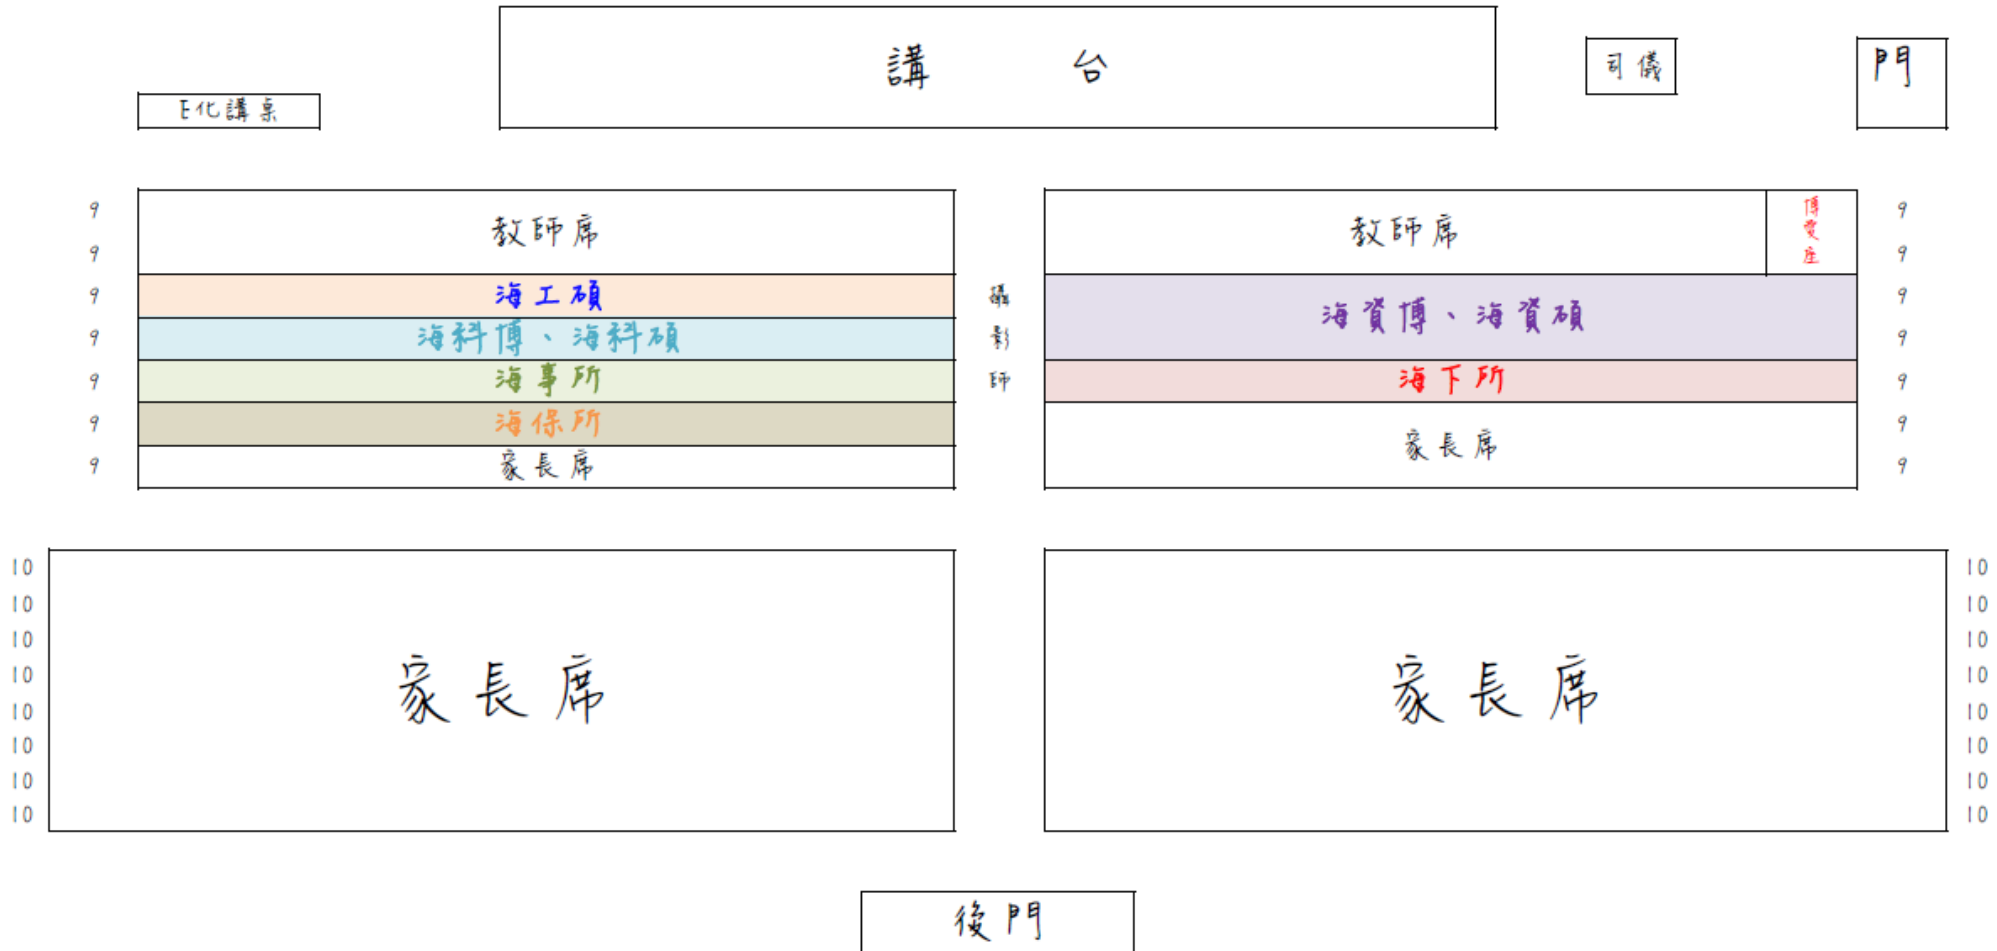 講 台
司儀
門
E化講桌
9 教師席 教師席 博愛座 9
9 9
9 海工碩 攝影師 海資博、海資碩 9
9 海科博、海科碩 9
9 海事所 海下所 9
9 海保所 家長席 9
9 家長席 9
10 10
10 10
10 10
10 家長席 家長席 10
10 10
10 10
10 10
10 10
後門